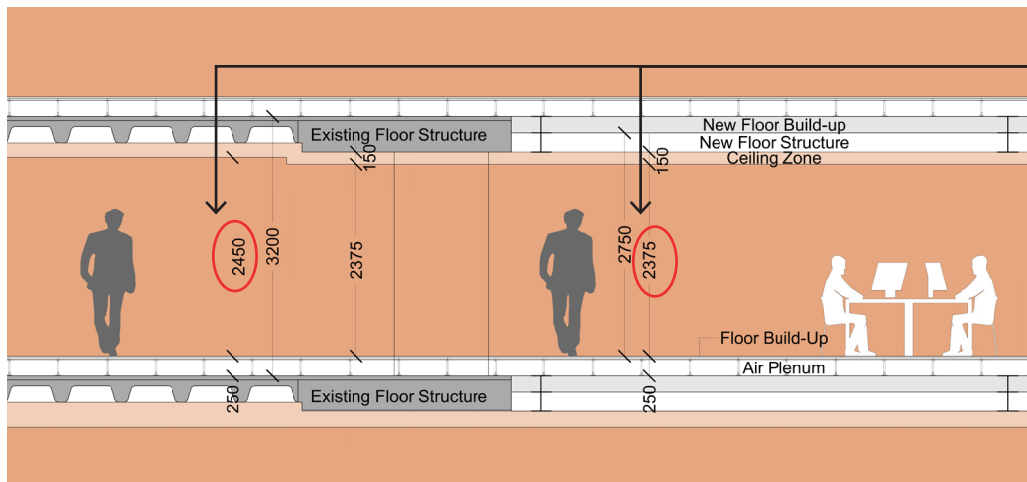 Existing Floor Structure
New Floor Build-up
New Floor Structure
Ceiling Zone
150
150
2450
3200
2375
2750
2375
Floor Build-Up
Air Plenum
250
Existing Floor Structure
250